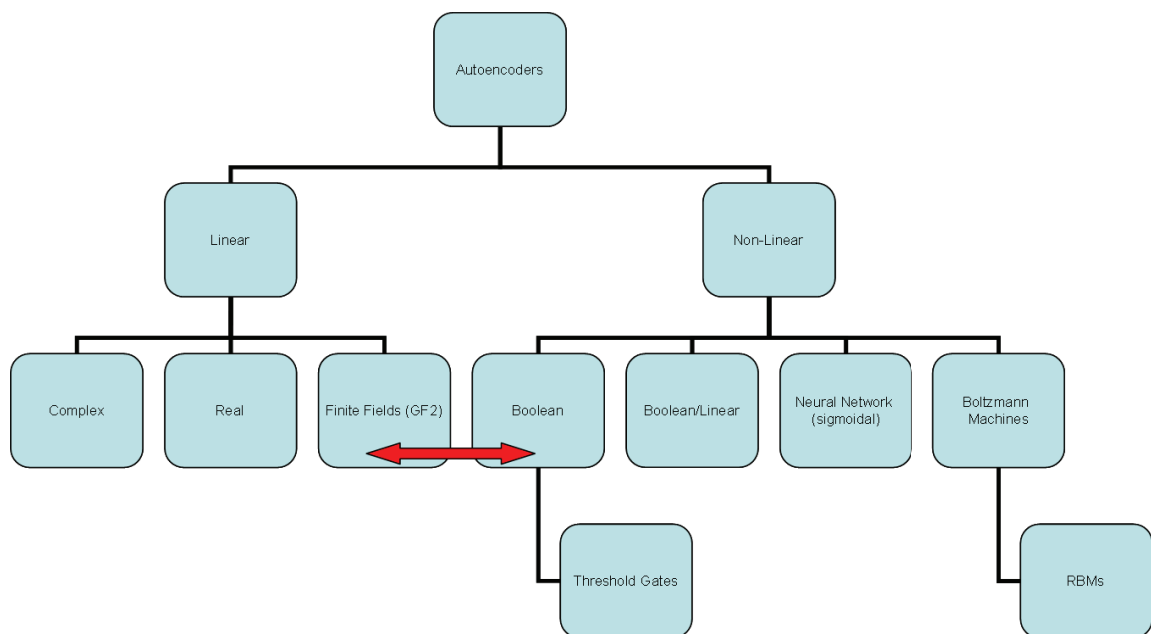 Autoencoders
Linear
Non-Linear
Complex
Real
Finite Fields (GF2)
Boolean
Boolean/Linear
Neural Network
(sigmoidal)
Boltzmann
Machines
Threshold Gates
RBMs